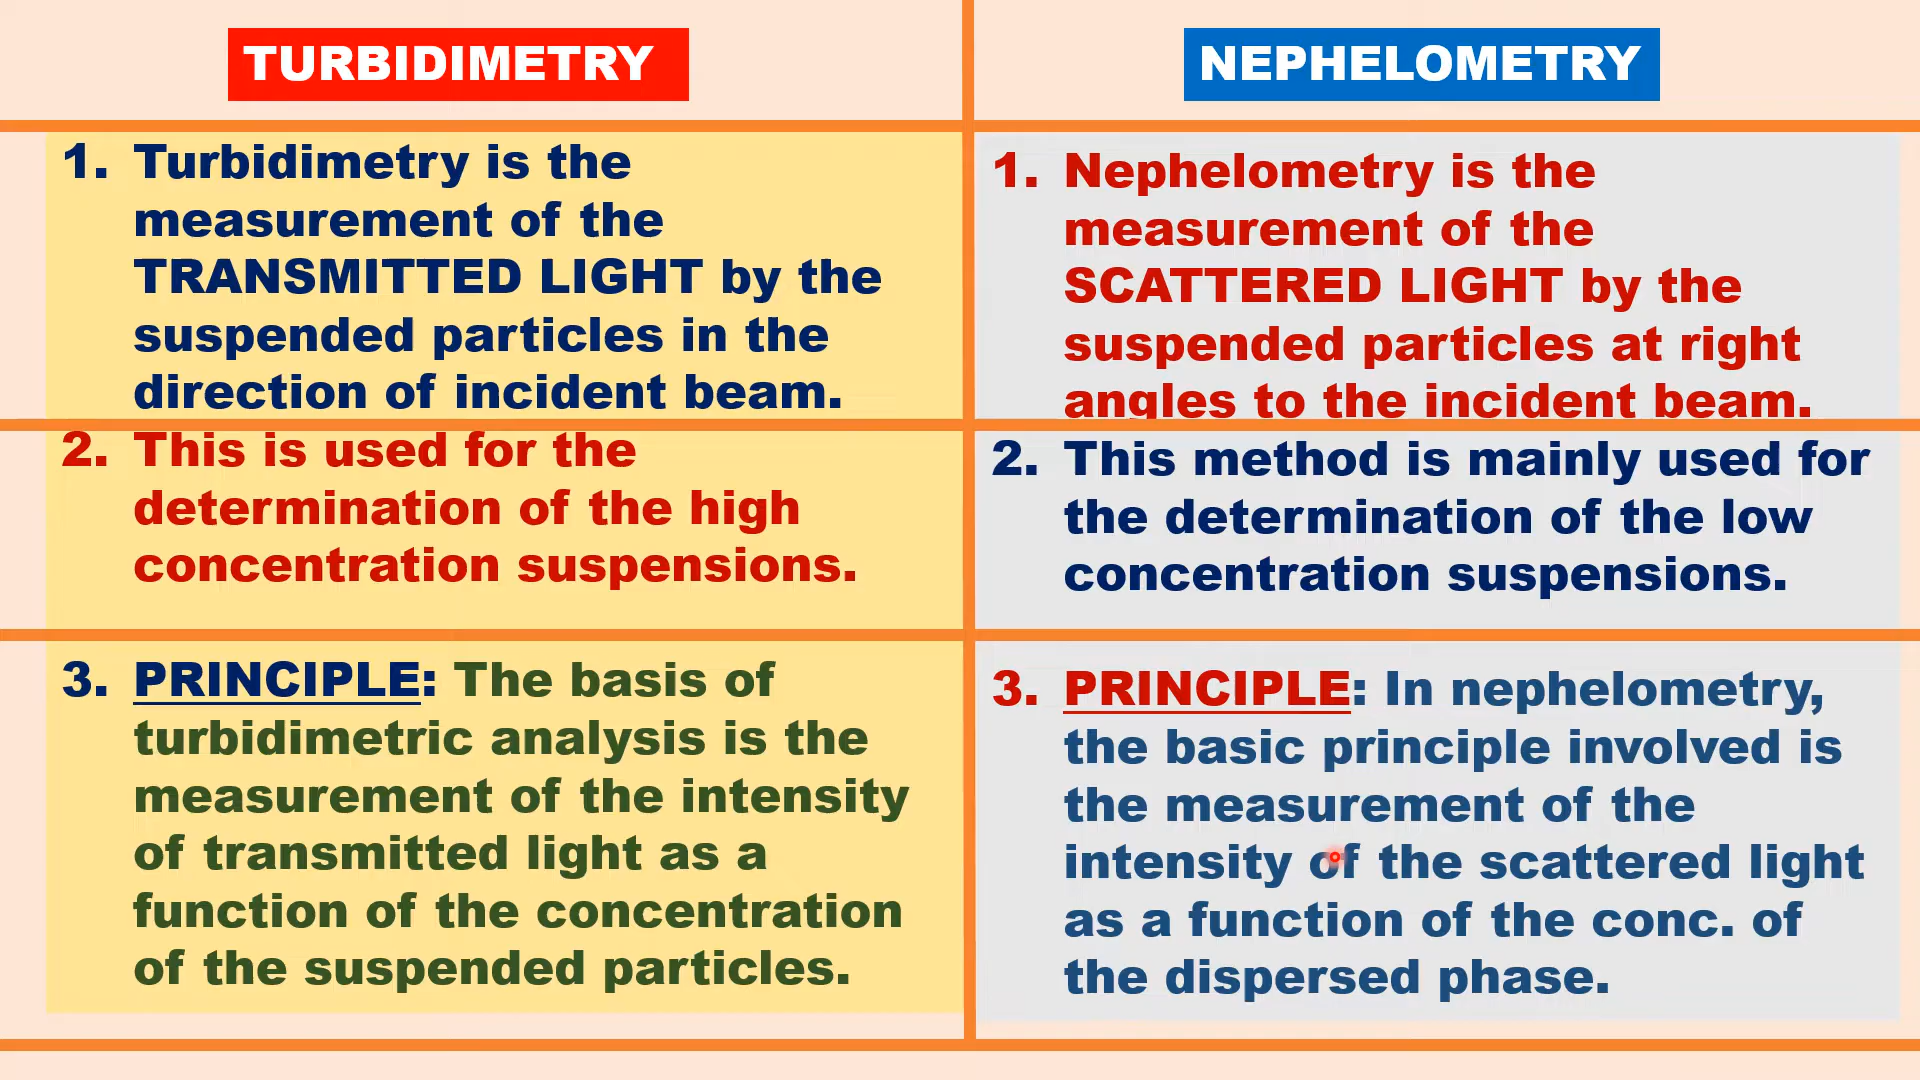 TURBIDIMETRY
1. Turbidimetry is the
measurement of the
TRANSMITTED LIGHT by the
suspended particles in the
direction of incident beam.
2. This is used for the
determination of the high
concentration suspensions.
3. PRINCIPLE: The basis of
turbidimetric analysis is the
measurement of the intensity
of transmitted light as a
function of the concentration
of the suspended particles.
NEPHELOMETRY
1. Nephelometry is the
measurement of the
SCATTERED LIGHT by the
suspended particles at right
angles to the incident beam.
2. This method is mainly used for
the determination of the low
concentration suspensions.
3. PRINCIPLE: In nephelometry,
the basic principle involved is
the measurement of the
intensity of the scattered light
as a function of the conc. of
the dispersed phase.